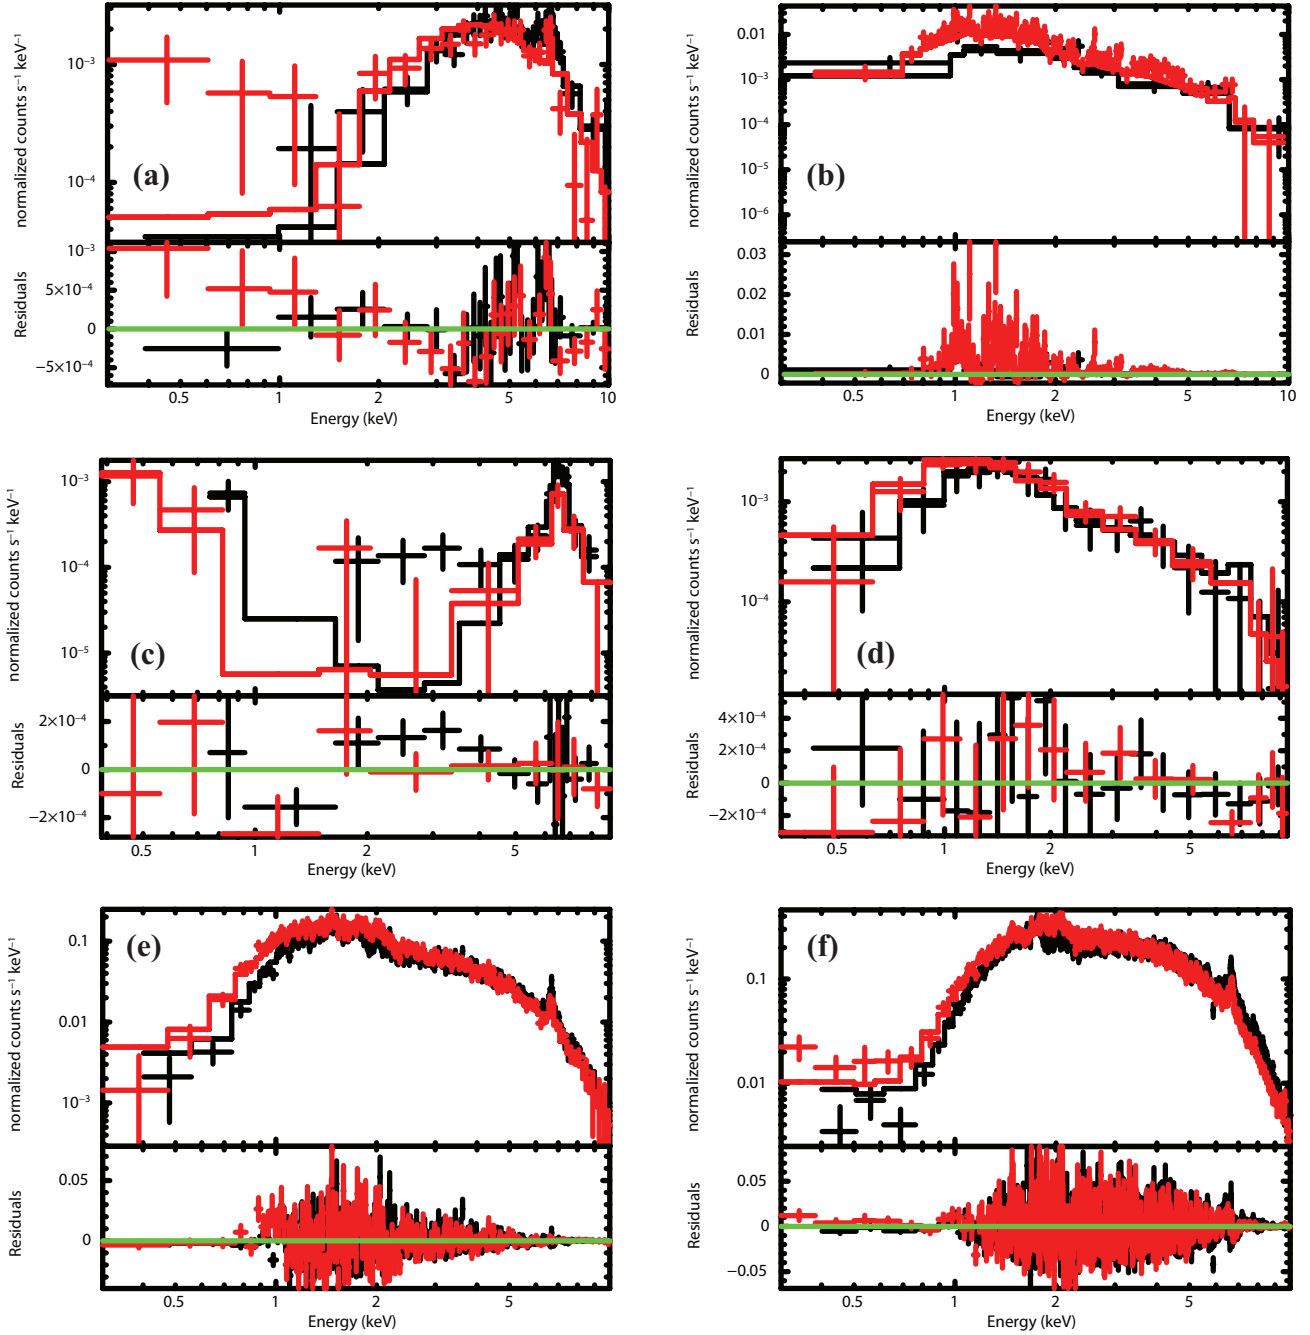 normalized counts s⁻¹ keV⁻¹
10⁻³
10⁻⁴
(a)
Residuals
10⁻³
5×10⁻⁴
0
−5×10⁻⁴
0.5 1 2 5 10
Energy (keV)
normalized counts s⁻¹ keV⁻¹
0.01
10⁻³
10⁻⁴
10⁻⁵
10⁻⁶
(b)
Residuals
0.03
0.02
0.01
0
0.5 1 2 5 10
Energy (keV)
normalized counts s⁻¹ keV⁻¹
10⁻³
10⁻⁴
10⁻⁵
(c)
Residuals
2×10⁻⁴
0
−2×10⁻⁴
0.5 1 2 5
Energy (keV)
normalized counts s⁻¹ keV⁻¹
10⁻³
10⁻⁴
(d)
Residuals
4×10⁻⁴
2×10⁻⁴
0
−2×10⁻⁴
0.5 1 2 5
Energy (keV)
normalized counts s⁻¹ keV⁻¹
0.1
0.01
10⁻³
(e)
Residuals
0.05
0
0.5 1 2 5
Energy (keV)
normalized counts s⁻¹ keV⁻¹
0.1
0.01
(f)
Residuals
0.05
0
−0.05
0.5 1 2 5
Energy (keV)